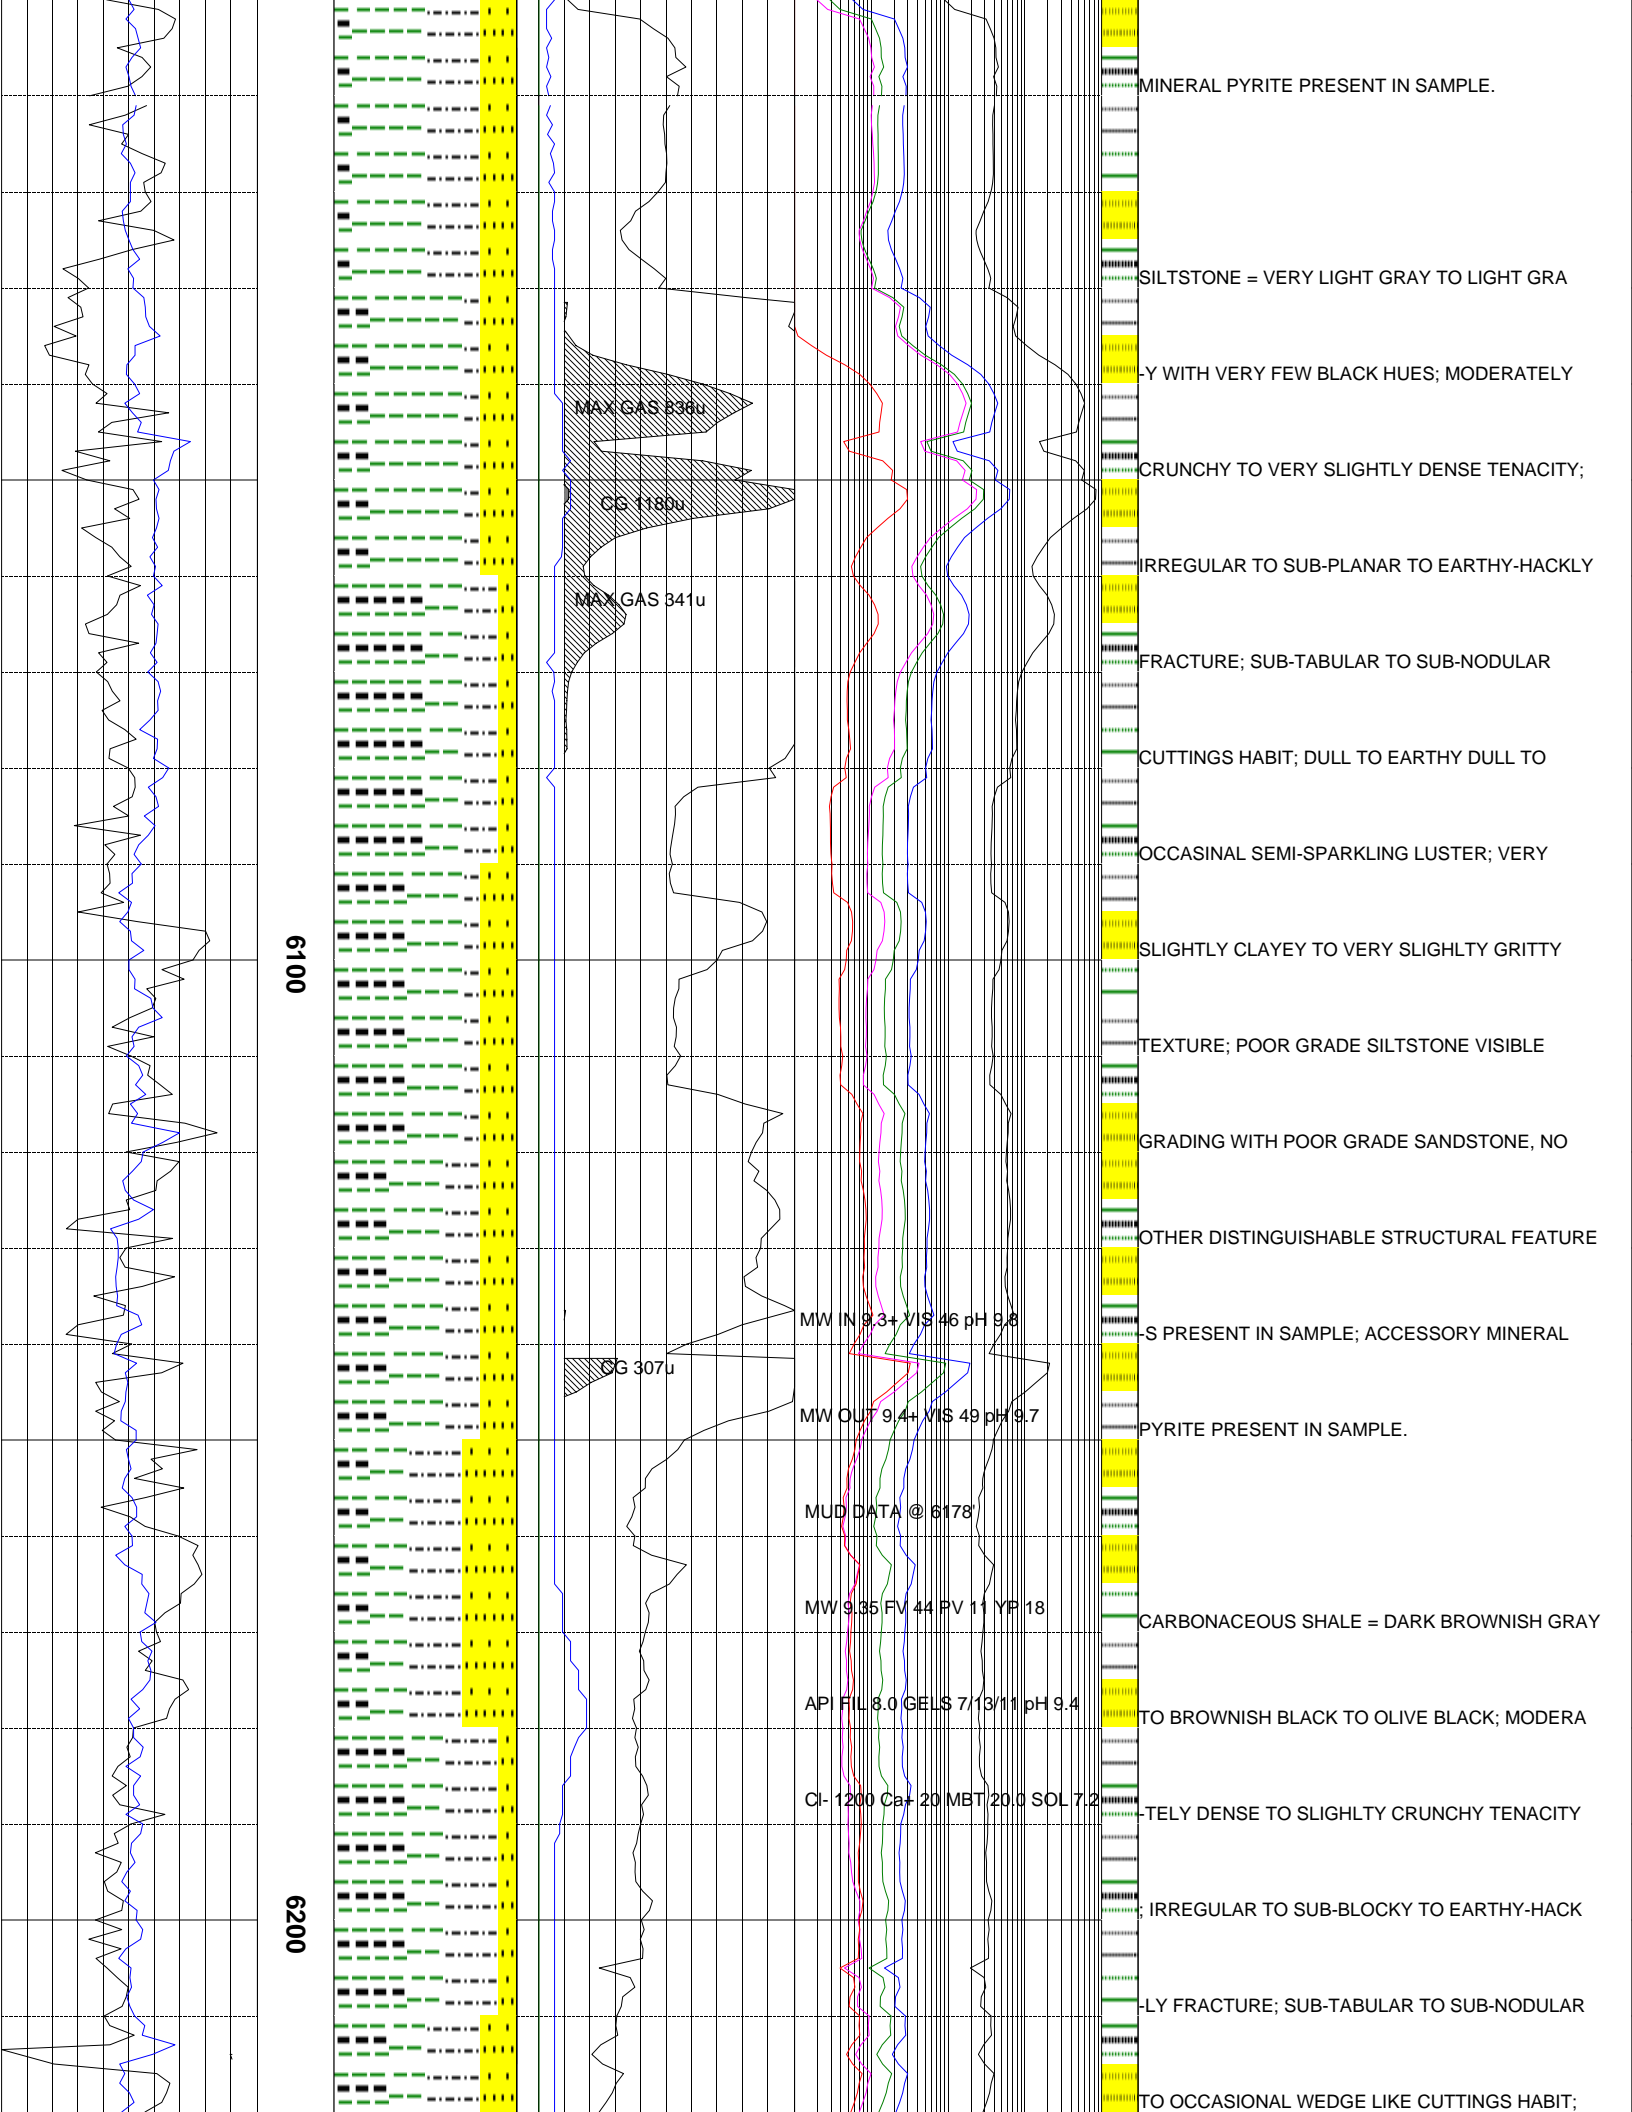 MINERAL PYRITE PRESENT IN SAMPLE.
SILTSTONE = VERY LIGHT GRAY TO LIGHT GRA
-Y WITH VERY FEW BLACK HUES; MODERATELY
MAX GAS 836u
CRUNCHY TO VERY SLIGHTLY DENSE TENACITY;
CG 1180u
IRREGULAR TO SUB-PLANAR TO EARTHY-HACKLY
MAX GAS 341u
FRACTURE; SUB-TABULAR TO SUB-NODULAR
CUTTINGS HABIT; DULL TO EARTHY DULL TO
OCCASINAL SEMI-SPARKLING LUSTER; VERY
SLIGHTLY CLAYEY TO VERY SLIGHLTY GRITTY
6100
TEXTURE; POOR GRADE SILTSTONE VISIBLE
GRADING WITH POOR GRADE SANDSTONE, NO
OTHER DISTINGUISHABLE STRUCTURAL FEATURE
MW IN 9.3+ VIS 46 pH 9.8
-S PRESENT IN SAMPLE; ACCESSORY MINERAL
CG 307u
MW OUT 9.4+ VIS 49 pH 9.7
PYRITE PRESENT IN SAMPLE.
MUD DATA @ 6178'
MW 9.35 FV 44 PV 11 YP 18
CARBONACEOUS SHALE = DARK BROWNISH GRAY
API FIL 8.0 GELS 7/13/11 pH 9.4
TO BROWNISH BLACK TO OLIVE BLACK; MODERA
Cl- 1200 Ca+ 20 MBT 20.0 SOL 7.2
-TELY DENSE TO SLIGHLTY CRUNCHY TENACITY
; IRREGULAR TO SUB-BLOCKY TO EARTHY-HACK
6200
-LY FRACTURE; SUB-TABULAR TO SUB-NODULAR
TO OCCASIONAL WEDGE LIKE CUTTINGS HABIT;